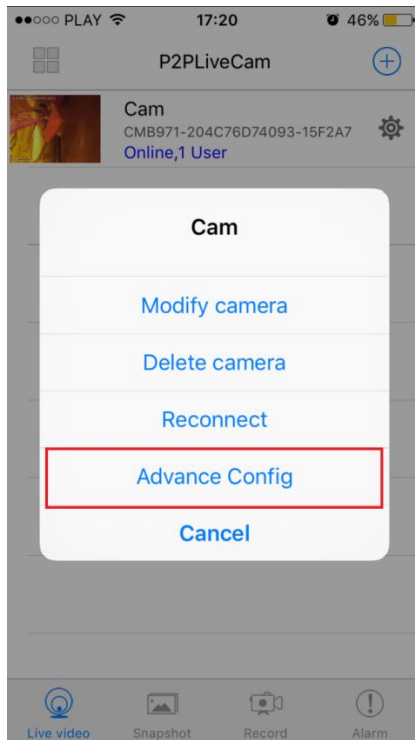 PLAY 17:20 46%
P2PLiveCam
Cam
CMB971-204C76D74093-15F2A7
Online,1 User
Cam
Modify camera
Delete camera
Reconnect
Advance Config
Cancel
Live video Snapshot Record Alarm